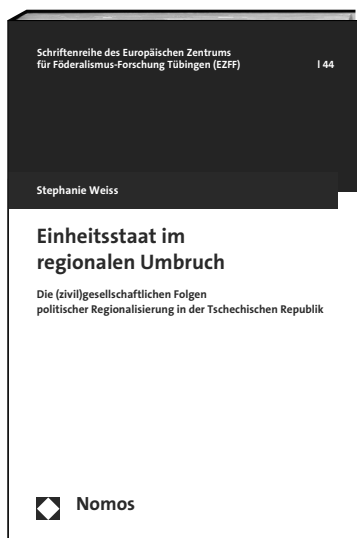 Schriftenreihe des Europäischen Zentrums
für Föderalismus-Forschung Tübingen (EZFF) | 44
Stephanie Weiss
Einheitsstaat im
regionalen Umbruch
Die (zivil)gesellschaftlichen Folgen
politischer Regionalisierung in der Tschechischen Republik
Nomos